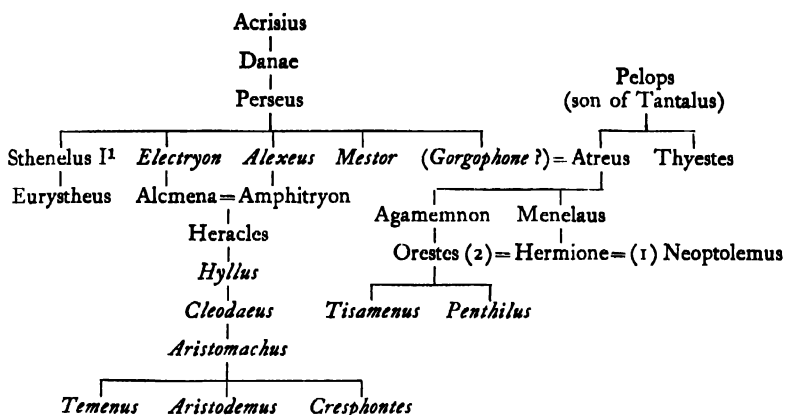 Acrisius
Danae
Perseus
Pelops
(son of Tantalus)
Sthenelus I¹ Electryon Alexeus Mestor (Gorgophone ?) = Atreus Thyestes
Eurystheus Alcmena = Amphitryon
Agamemnon Menelaus
Heracles
Orestes (2) = Hermione = (1) Neoptolemus
Hyllus
Cleodaeus Tisamenus Penthilus
Aristomachus
Temenus Aristodemus Cresphontes